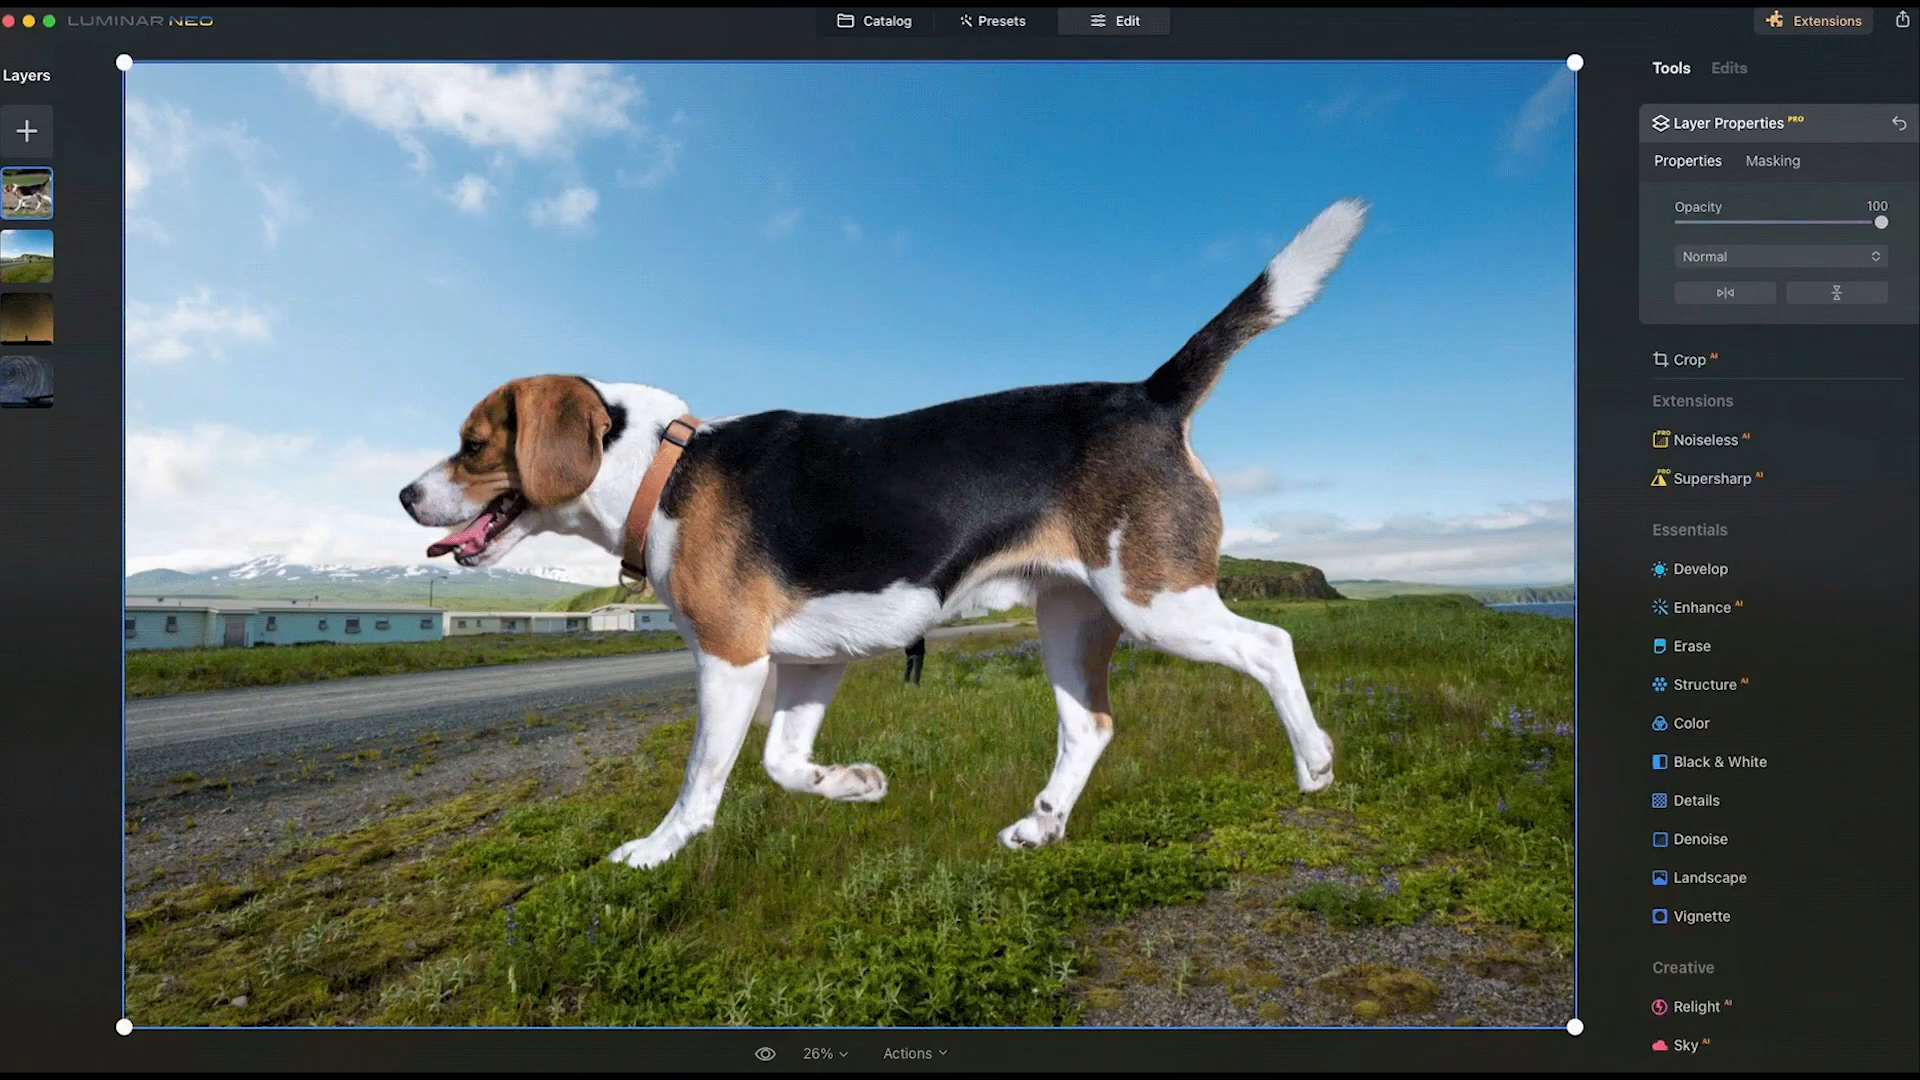 LUMINAR NEO
Catalog
Presets
Edit
Extensions
Layers
Tools Edits
Layer Properties PRO
Properties Masking
Opacity 100
Normal
Crop AI
Extensions
PRO Noiseless AI
PRO Supersharp AI
Essentials
Develop
Enhance AI
Erase
Structure AI
Color
Black & White
Details
Denoise
Landscape
Vignette
Creative
Relight AI
Sky AI
26% Actions